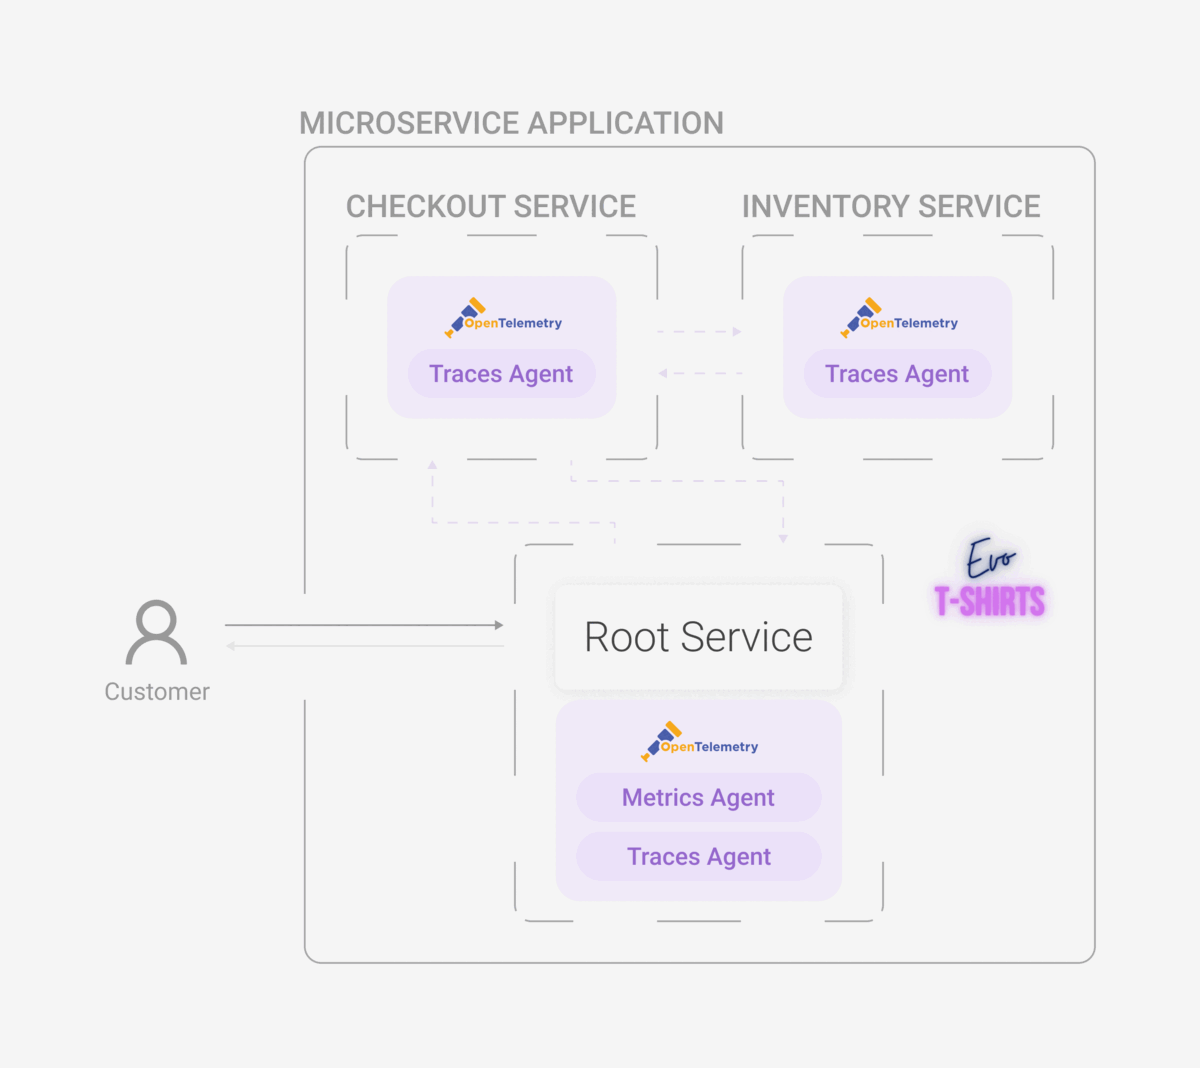 MICROSERVICE APPLICATION
CHECKOUT SERVICE
INVENTORY SERVICE
OpenTelemetry
Traces Agent
OpenTelemetry
Traces Agent
Evo
T-SHIRTS
Customer
Root Service
OpenTelemetry
Metrics Agent
Traces Agent